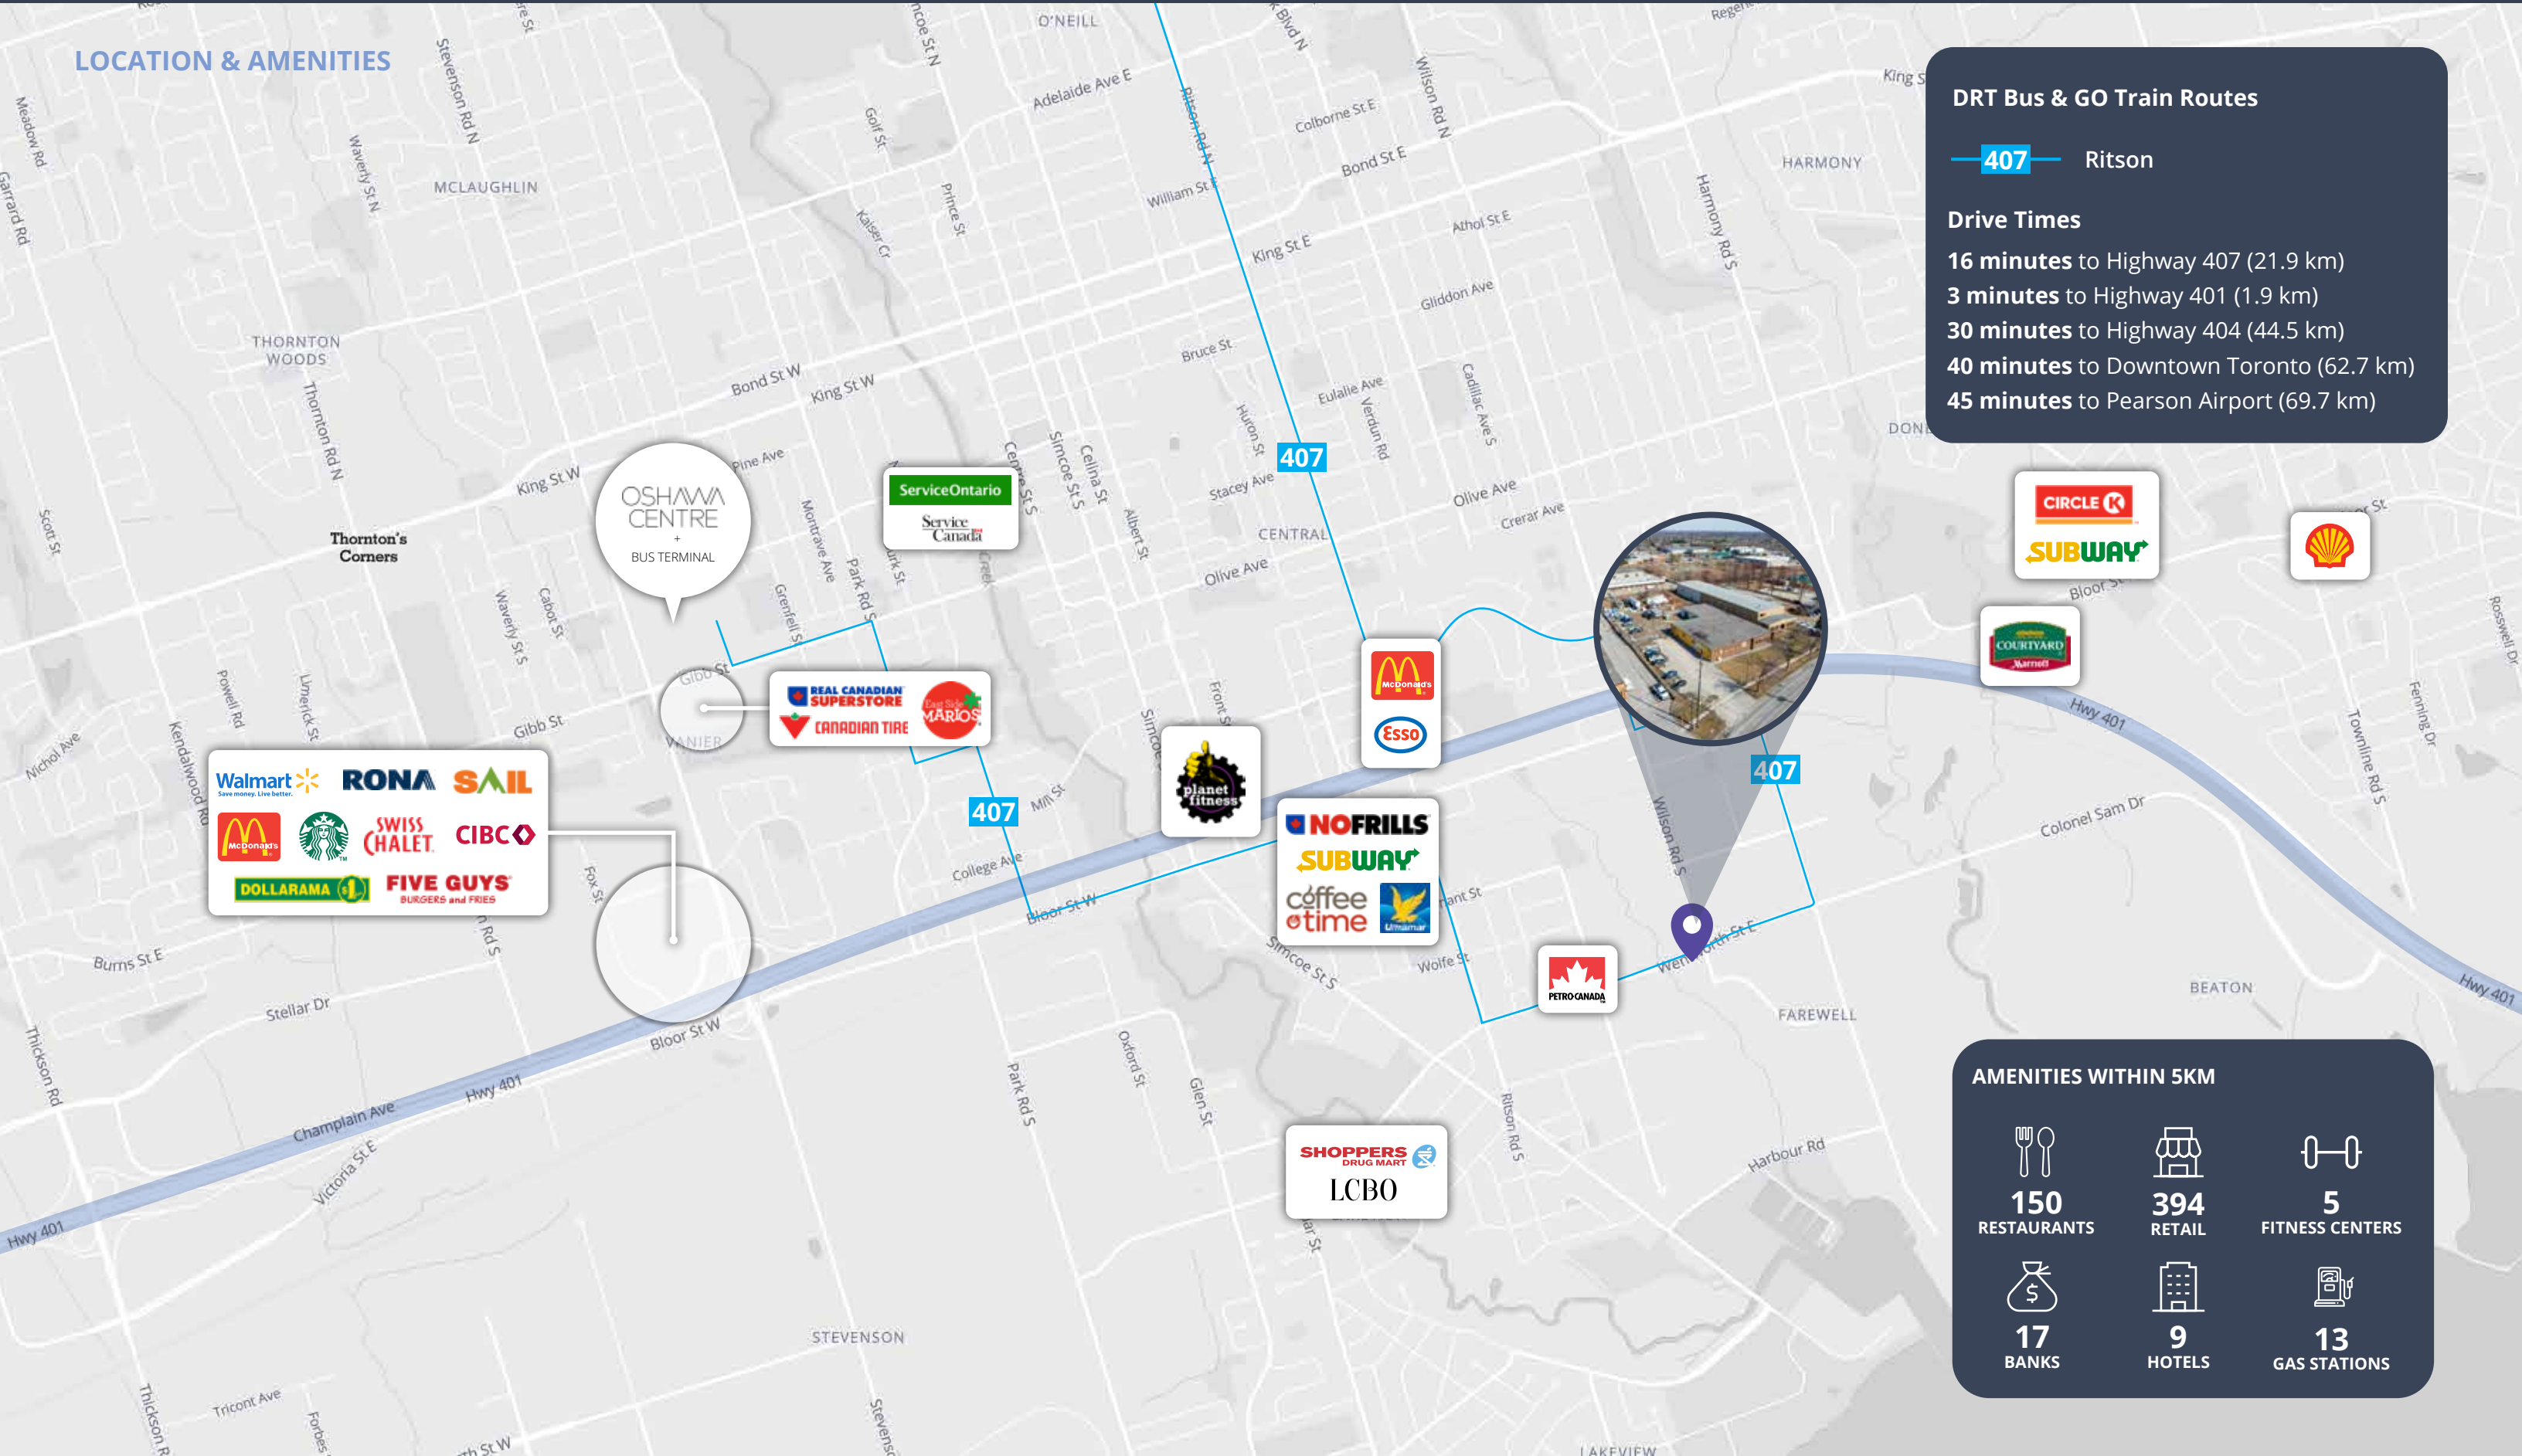 LOCATION & AMENITIES
O'NEILL
Stevenson Rd N
Adelaide Ave E
Ritson Rd N
Colborne St E
Wilson Rd N
Bond St E
Golf St
Meadow Rd
Garrard Rd
Waverly St N
MCLAUGHLIN
Prince St
Kaiser Cr
William St E
King St E
Athol St E
Harmony Rd S
HARMONY
Gliddon Ave
DRT Bus & GO Train Routes
407 Ritson
Drive Times
16 minutes to Highway 407 (21.9 km)
3 minutes to Highway 401 (1.9 km)
30 minutes to Highway 404 (44.5 km)
40 minutes to Downtown Toronto (62.7 km)
45 minutes to Pearson Airport (69.7 km)
THORNTON
WOODS
Thornton Rd N
Bond St W
King St W
Bruce St
Eulalie Ave
Verdun Rd
Huron St
Cadillac Ave S
407
King St W
Pine Ave
OSHAWA
CENTRE
+
BUS TERMINAL
ServiceOntario
Service
Canada
Simcoe St S
Celina St
Albert St
Stacey Ave
Olive Ave
Crerar Ave
CENTRAL
Olive Ave
Scott St
Thornton's
Corners
Montrave Ave
Park Rd S
Grenfell St
Creek
Waverly St S
Cabot St
CIRCLE K
SUBWAY
Bloor St
COURTYARD
Marriott
Hwy 401
Rosswell Dr
Fenning Dr
Townline Rd S
Colonel Sam Dr
Powell Rd
Limerick St
Kendalwood Rd
Nichol Ave
Gibb St
Gibb St
VANIER
REAL CANADIAN
SUPERSTORE
CANADIAN TIRE
East Side
MARIO'S
Front St
McDonald's
Esso
planet
fitness
407
Walmart
Save money. Live better.
RONA
SAIL
McDonald's
SWISS
CHALET
CIBC
DOLLARAMA $1
FIVE GUYS
BURGERS and FRIES
Fox St
407
Mill St
College Ave
Bloor St W
NOFRILLS
SUBWAY
coffee
time
Ultramar
Simcoe St S
Wolfe St
Wilson Rd S
PETRO-CANADA
FAREWELL
BEATON
Hwy 401
Burns St E
Stellar Dr
Bloor St W
Thickson Rd
Hwy 401
Champlain Ave
Victoria St E
Hwy 401
Park Rd S
Oxford St
Glen St
Ritson Rd S
Harbour Rd
SHOPPERS
DRUG MART
LCBO
STEVENSON
Tricont Ave
LAKEVIEW
AMENITIES WITHIN 5KM
150
RESTAURANTS
394
RETAIL
5
FITNESS CENTERS
17
BANKS
9
HOTELS
13
GAS STATIONS